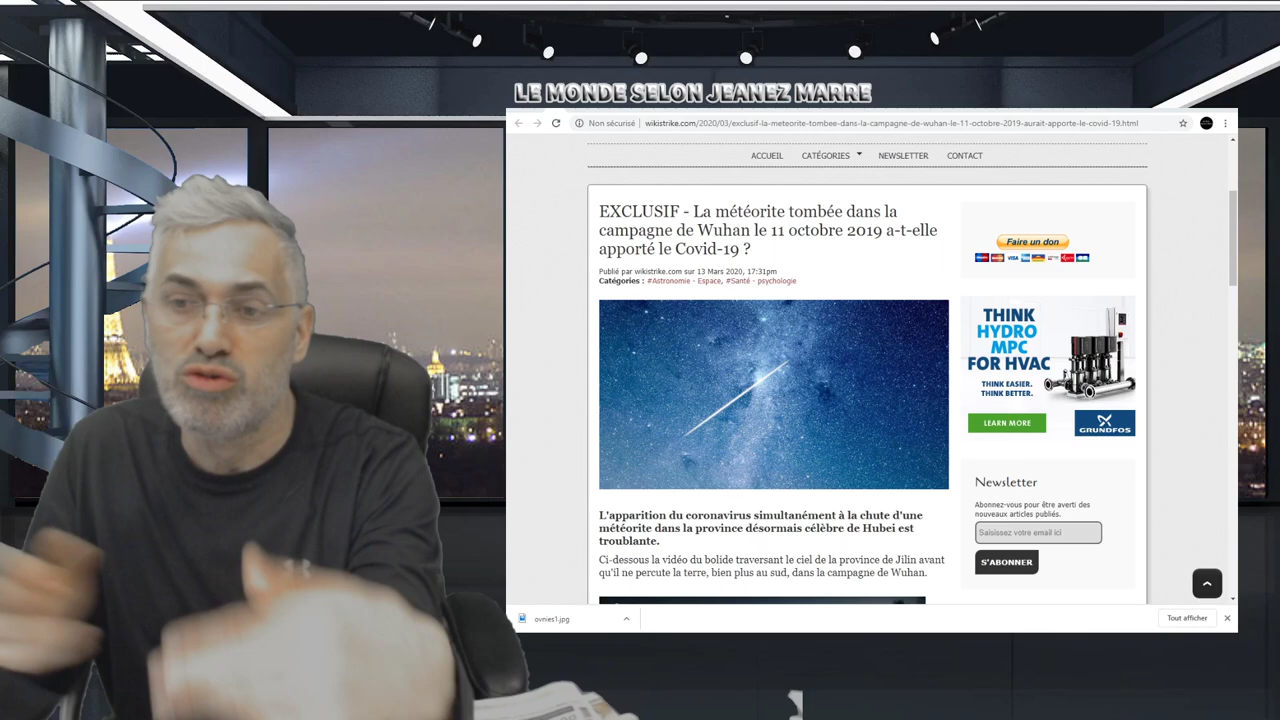 LE MONDE SELON JEANEZ MARRE
Non sécurisé | wikistrike.com/2020/03/exclusif-la-meteorite-tombee-dans-la-campagne-de-wuhan-le-11-octobre-2019-aurait-apporte-le-covid-19.html
ACCUEIL CATÉGORIES NEWSLETTER CONTACT
EXCLUSIF - La météorite tombée dans la
campagne de Wuhan le 11 octobre 2019 a-t-elle
apporté le Covid-19 ?
Publié par wikistrike.com sur 13 Mars 2020, 17:31pm
Catégories : #Astronomie - Espace, #Santé - psychologie
L'apparition du coronavirus simultanément à la chute d'une
météorite dans la province désormais célèbre de Hubei est
troublante.
Ci-dessous la vidéo du bolide traversant le ciel de la province de Jilin avant
qu'il ne percute la terre, bien plus au sud, dans la campagne de Wuhan.
Faire un don
VISA
THINK
HYDRO
MPC
FOR HVAC
THINK EASIER.
THINK BETTER.
LEARN MORE
GRUNDFOS
Newsletter
Abonnez-vous pour être averti des
nouveaux articles publiés.
Saisissez votre email ici
S'ABONNER
ovnies1.jpg
Tout afficher